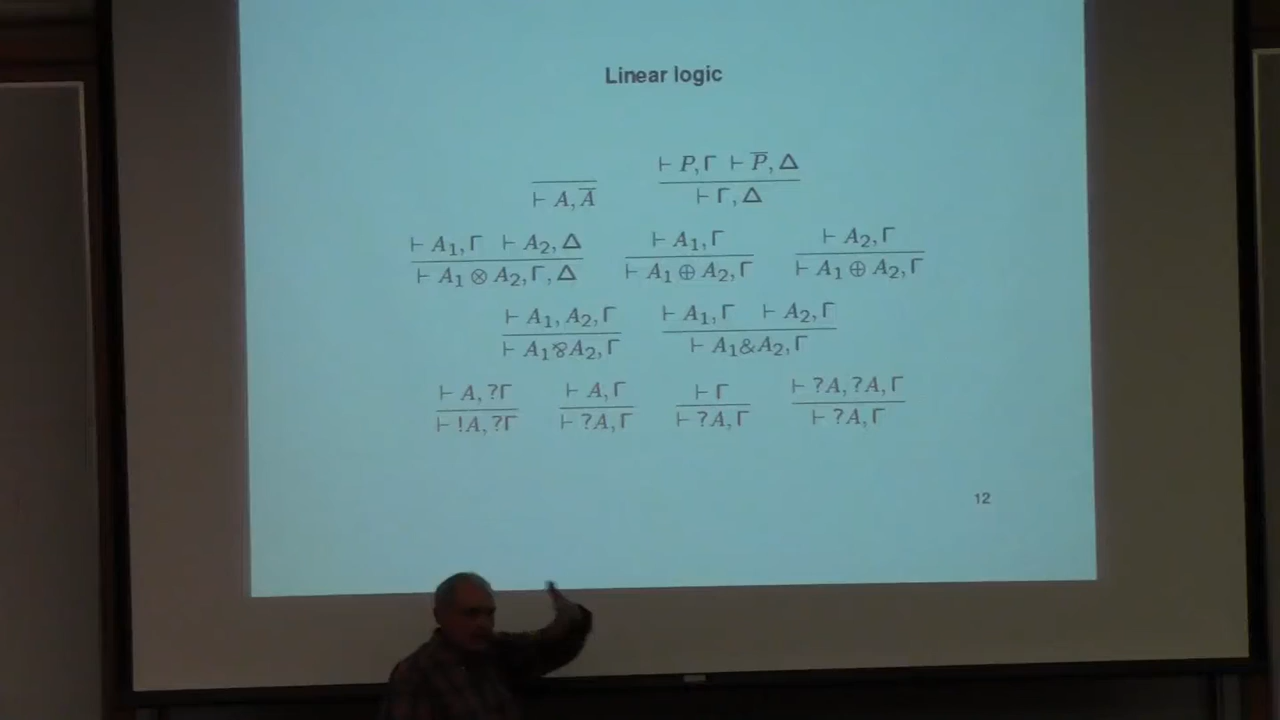 Linear logic
⊢ P, Γ ⊢ P̅, Δ
⊢ A, A̅ ⊢ Γ, Δ
⊢ A₁, Γ ⊢ A₂, Δ ⊢ A₁, Γ ⊢ A₂, Γ
⊢ A₁ ⊗ A₂, Γ, Δ ⊢ A₁ ⊕ A₂, Γ ⊢ A₁ ⊕ A₂, Γ
⊢ A₁, A₂, Γ ⊢ A₁, Γ ⊢ A₂, Γ
⊢ A₁⅋A₂, Γ ⊢ A₁&A₂, Γ
⊢ A, ?Γ ⊢ A, Γ ⊢ Γ ⊢ ?A, ?A, Γ
⊢ !A, ?Γ ⊢ ?A, Γ ⊢ ?A, Γ ⊢ ?A, Γ
12